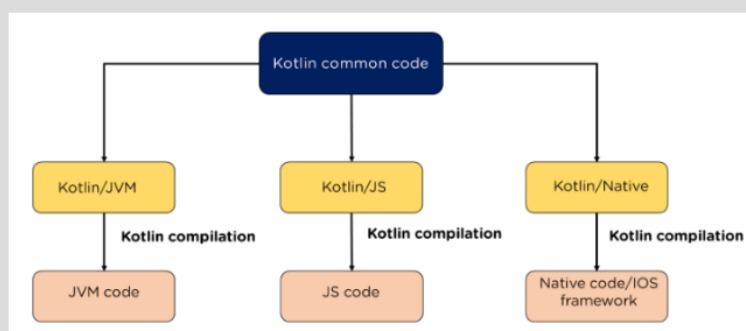 Kotlin common code
Kotlin/JVM
Kotlin/JS
Kotlin/Native
Kotlin compilation
Kotlin compilation
Kotlin compilation
JVM code
JS code
Native code/IOS
framework